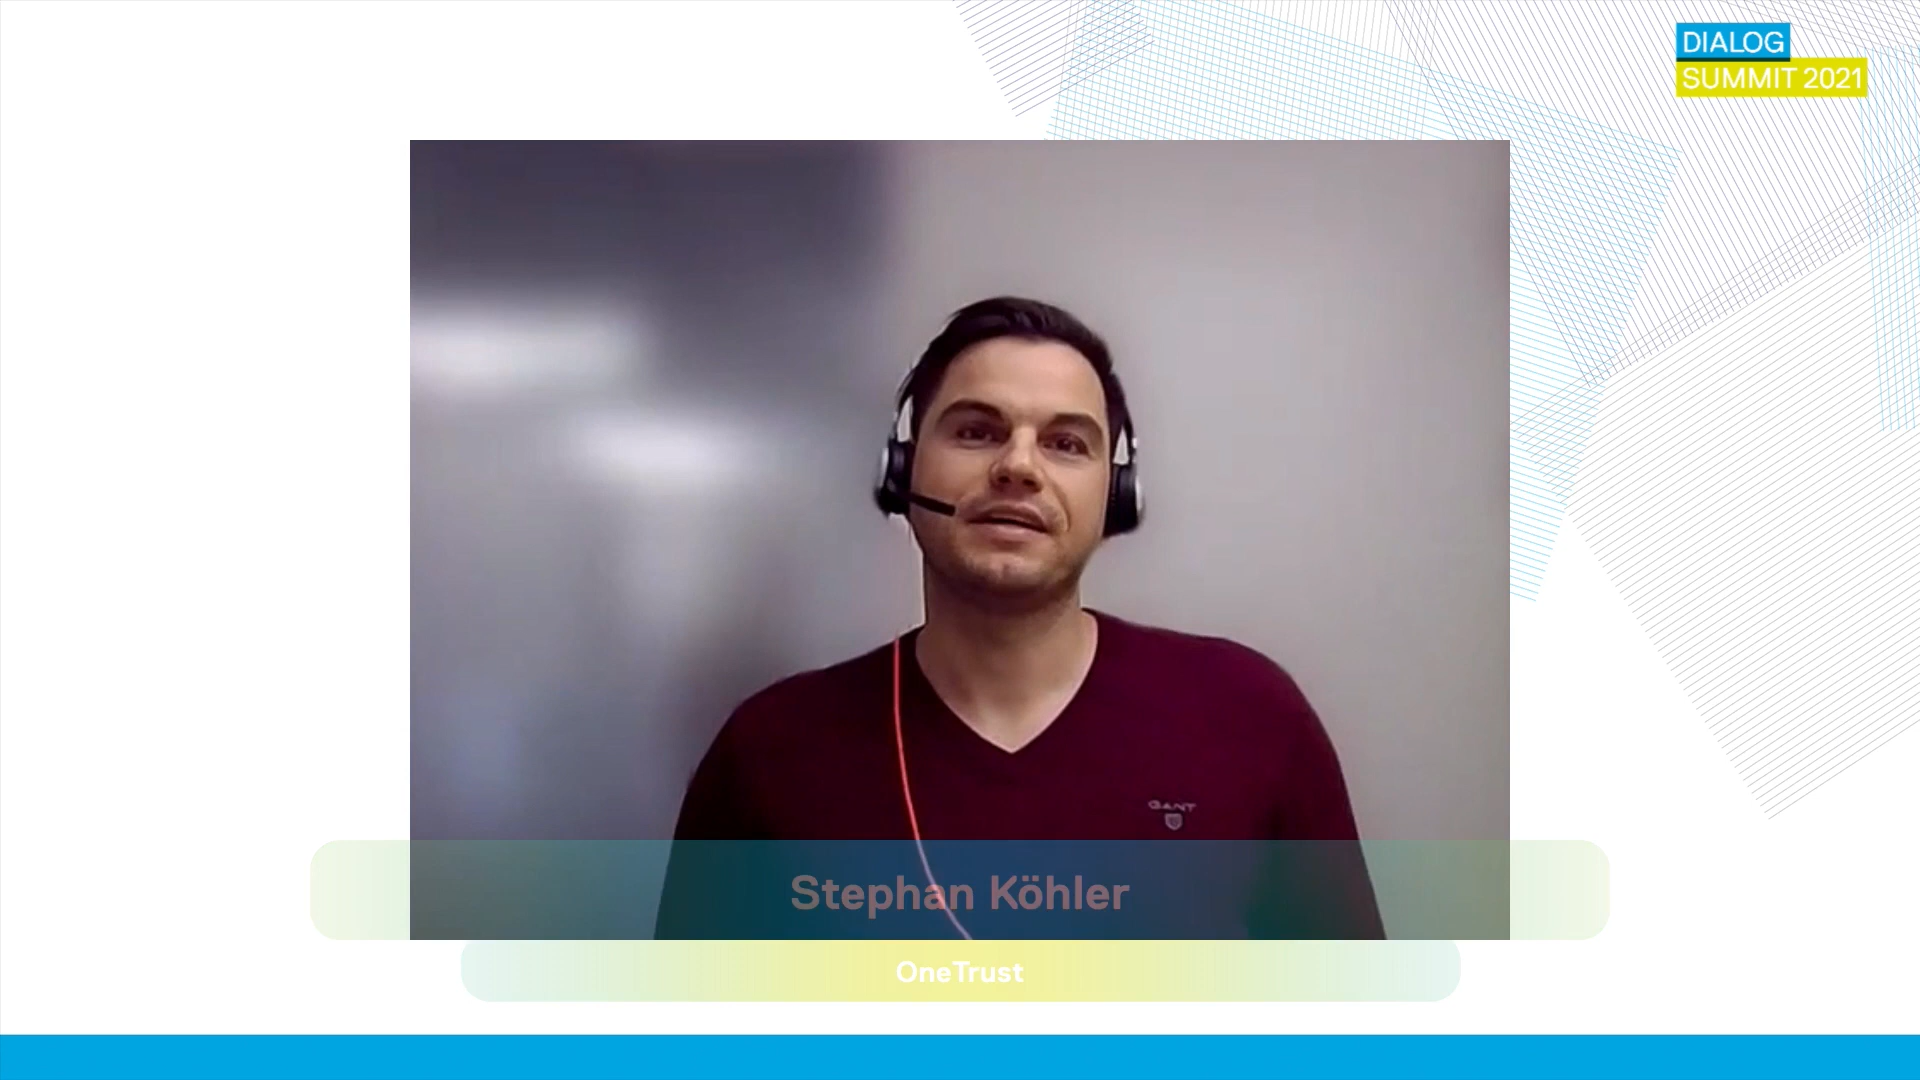 DIALOG
SUMMIT 2021
GANT
Stephan Köhler
OneTrust